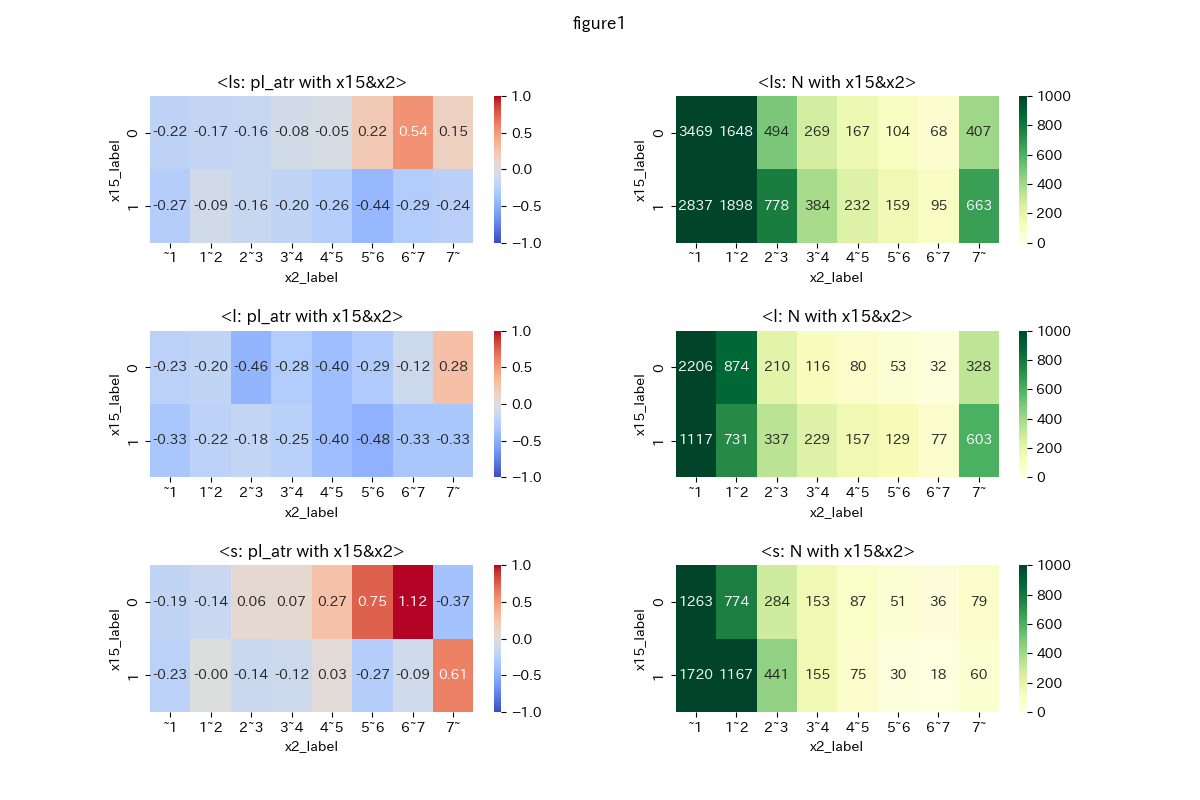 figure1
<ls: pl_atr with x15&x2>
x15_label
0 -0.22 -0.17 -0.16 -0.08 -0.05 0.22 0.54 0.15
1 -0.27 -0.09 -0.16 -0.20 -0.26 -0.44 -0.29 -0.24
~1 1~2 2~3 3~4 4~5 5~6 6~7 7~
x2_label
1.0
0.5
0.0
−0.5
−1.0
<ls: N with x15&x2>
x15_label
0 3469 1648 494 269 167 104 68 407
1 2837 1898 778 384 232 159 95 663
~1 1~2 2~3 3~4 4~5 5~6 6~7 7~
x2_label
1000
800
600
400
200
0
<l: pl_atr with x15&x2>
x15_label
0 -0.23 -0.20 -0.46 -0.28 -0.40 -0.29 -0.12 0.28
1 -0.33 -0.22 -0.18 -0.25 -0.40 -0.48 -0.33 -0.33
~1 1~2 2~3 3~4 4~5 5~6 6~7 7~
x2_label
1.0
0.5
0.0
−0.5
−1.0
<l: N with x15&x2>
x15_label
0 2206 874 210 116 80 53 32 328
1 1117 731 337 229 157 129 77 603
~1 1~2 2~3 3~4 4~5 5~6 6~7 7~
x2_label
1000
800
600
400
200
0
<s: pl_atr with x15&x2>
x15_label
0 -0.19 -0.14 0.06 0.07 0.27 0.75 1.12 -0.37
1 -0.23 -0.00 -0.14 -0.12 0.03 -0.27 -0.09 0.61
~1 1~2 2~3 3~4 4~5 5~6 6~7 7~
x2_label
1.0
0.5
0.0
−0.5
−1.0
<s: N with x15&x2>
x15_label
0 1263 774 284 153 87 51 36 79
1 1720 1167 441 155 75 30 18 60
~1 1~2 2~3 3~4 4~5 5~6 6~7 7~
x2_label
1000
800
600
400
200
0